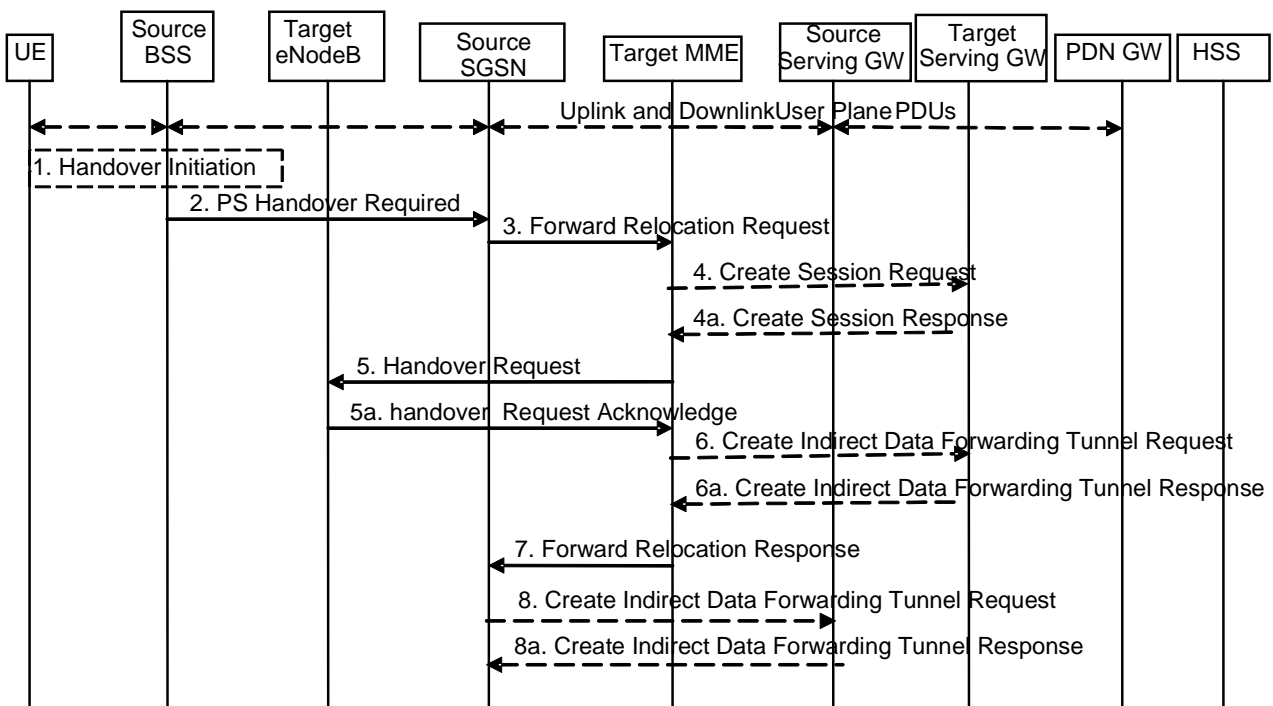 UE
Source
BSS
Target
eNodeB
Source
SGSN
Target MME
Source
Serving GW
Target
Serving GW
PDN GW
HSS
Uplink and DownlinkUser Plane PDUs
1. Handover Initiation
2. PS Handover Required
3. Forward Relocation Request
4. Create Session Request
4a. Create Session Response
5. Handover Request
5a. handover Request Acknowledge
6. Create Indirect Data Forwarding Tunnel Request
6a. Create Indirect Data Forwarding Tunnel Response
7. Forward Relocation Response
8. Create Indirect Data Forwarding Tunnel Request
8a. Create Indirect Data Forwarding Tunnel Response